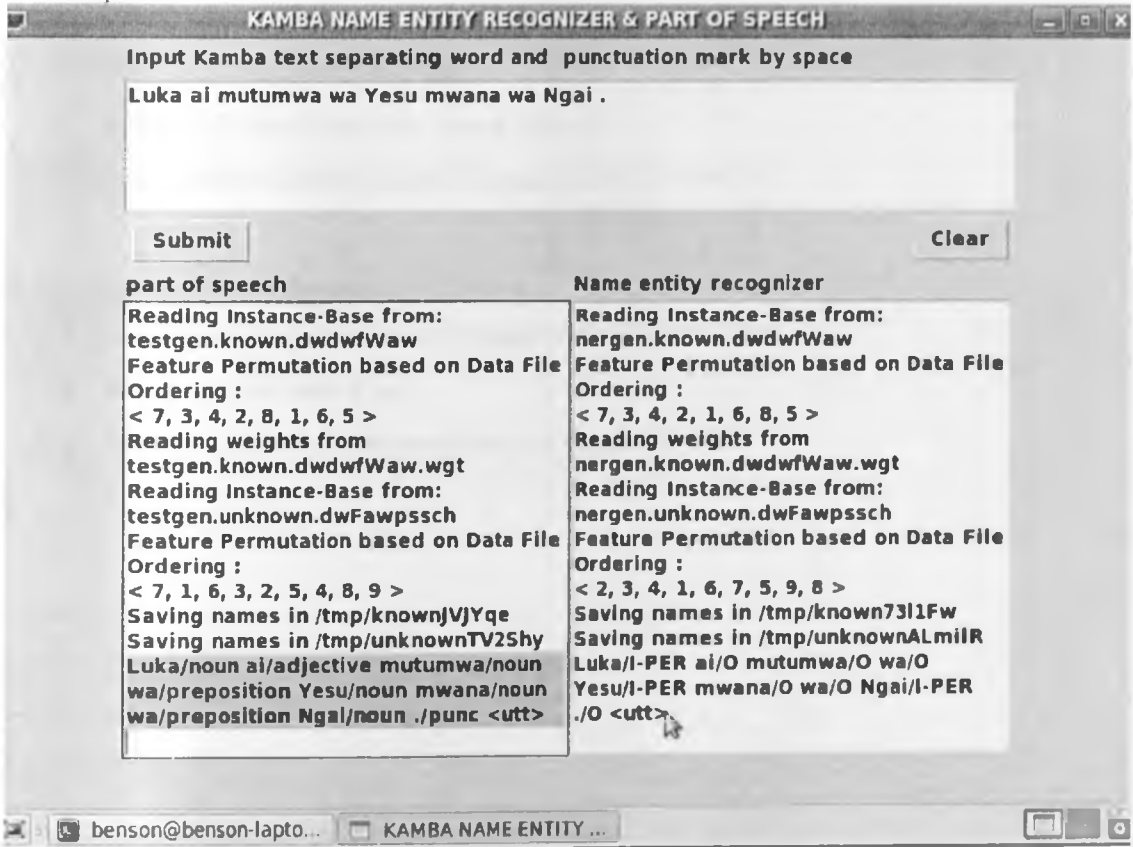 KAMBA NAME ENTITY RECOGNIZER & PART OF SPEECH
Input Kamba text separating word and punctuation mark by space
Luka ai mutumwa wa Yesu mwana wa Ngai .
Submit
Clear
part of speech
Reading Instance-Base from:
testgen.known.dwdwfWaw
Feature Permutation based on Data File
Ordering :
< 7, 3, 4, 2, 8, 1, 6, 5 >
Reading weights from
testgen.known.dwdwfWaw.wgt
Reading Instance-Base from:
testgen.unknown.dwFawpssch
Feature Permutation based on Data File
Ordering :
< 7, 1, 6, 3, 2, 5, 4, 8, 9 >
Saving names in /tmp/knownJVJYqe
Saving names in /tmp/unknownTV2Shy
Luka/noun ai/adjective mutumwa/noun
wa/preposition Yesu/noun mwana/noun
wa/preposition Ngai/noun ./punc <utt>
Name entity recognizer
Reading Instance-Base from:
nergen.known.dwdwfWaw
Feature Permutation based on Data File
Ordering :
< 7, 3, 4, 2, 1, 6, 8, 5 >
Reading weights from
nergen.known.dwdwfWaw.wgt
Reading Instance-Base from:
nergen.unknown.dwFawpssch
Feature Permutation based on Data File
Ordering :
< 2, 3, 4, 1, 6, 7, 5, 9, 8 >
Saving names in /tmp/known73l1Fw
Saving names in /tmp/unknownALmilR
Luka/I-PER ai/O mutumwa/O wa/O
Yesu/I-PER mwana/O wa/O Ngai/I-PER
./O <utt>
benson@benson-lapto...
KAMBA NAME ENTITY ...